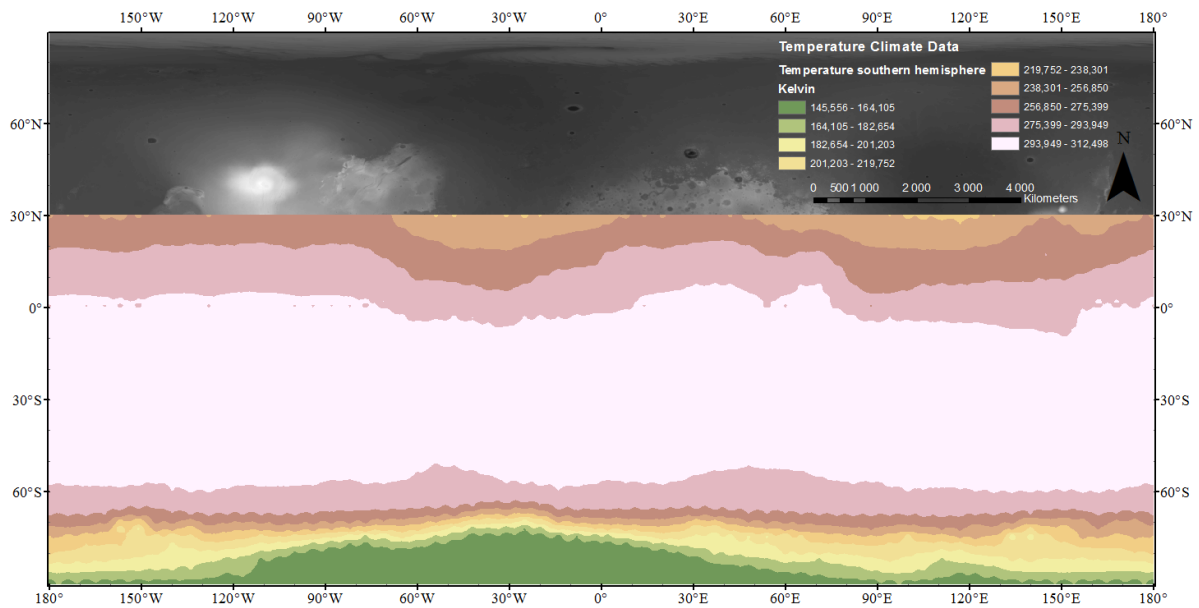 150°W 120°W 90°W 60°W 30°W 0° 30°E 60°E 90°E 120°E 150°E 180°
Temperature Climate Data
Temperature southern hemisphere
Kelvin
145,556 - 164,105
164,105 - 182,654
182,654 - 201,203
201,203 - 219,752
219,752 - 238,301
238,301 - 256,850
256,850 - 275,399
275,399 - 293,949
293,949 - 312,498
N
0 500 1 000 2 000 3 000 4 000
Kilometers
60°N 60°N
30°N 30°N
0° 0°
30°S 30°S
60°S 60°S
180° 150°W 120°W 90°W 60°W 30°W 0° 30°E 60°E 90°E 120°E 150°E 180°